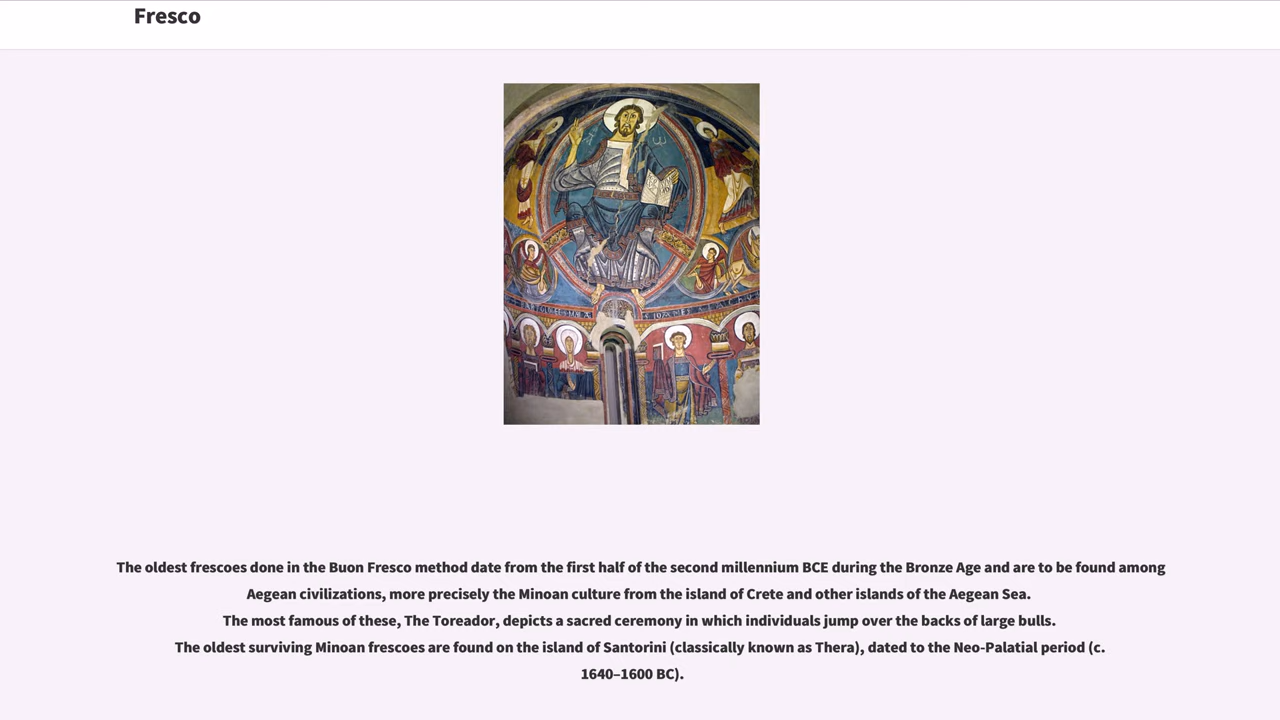 Fresco
The oldest frescoes done in the Buon Fresco method date from the first half of the second millennium BCE during the Bronze Age and are to be found among
Aegean civilizations, more precisely the Minoan culture from the island of Crete and other islands of the Aegean Sea.
The most famous of these, The Toreador, depicts a sacred ceremony in which individuals jump over the backs of large bulls.
The oldest surviving Minoan frescoes are found on the island of Santorini (classically known as Thera), dated to the Neo-Palatial period (c.
1640–1600 BC).